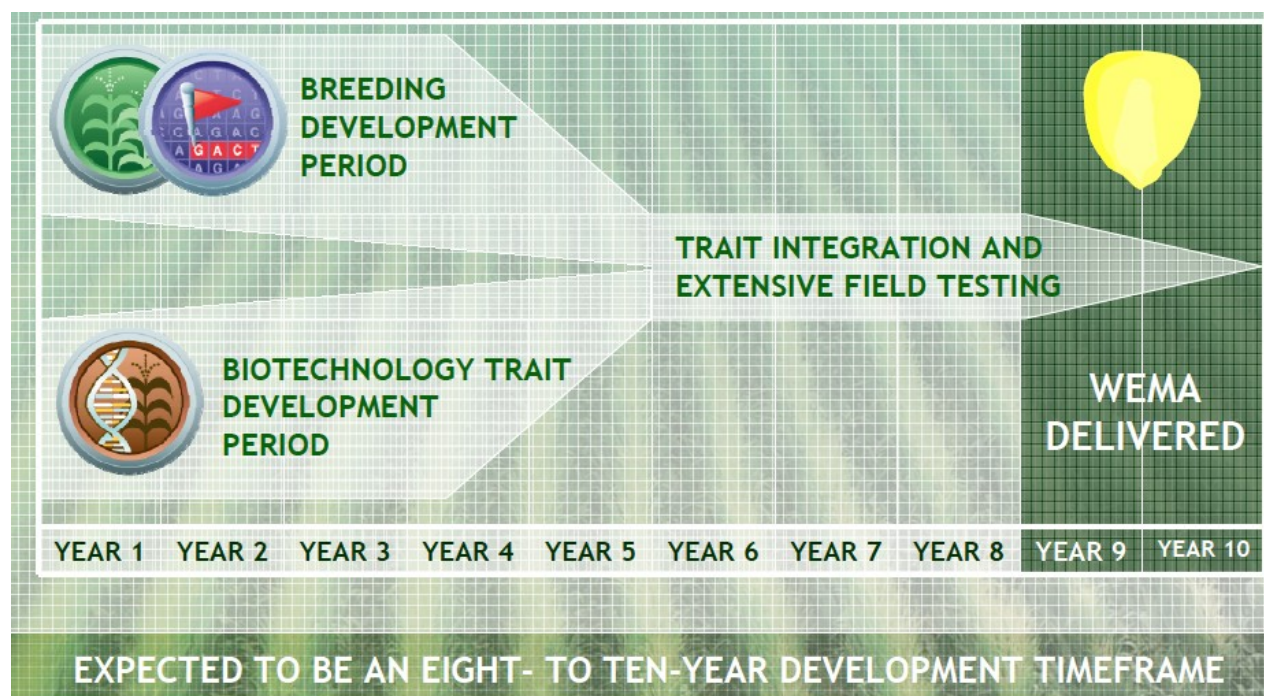 BREEDING
DEVELOPMENT
PERIOD
GACT
TRAIT INTEGRATION AND
EXTENSIVE FIELD TESTING
BIOTECHNOLOGY TRAIT
DEVELOPMENT
PERIOD
WEMA
DELIVERED
YEAR 1 YEAR 2 YEAR 3 YEAR 4 YEAR 5 YEAR 6 YEAR 7 YEAR 8 YEAR 9 YEAR 10
EXPECTED TO BE AN EIGHT- TO TEN-YEAR DEVELOPMENT TIMEFRAME